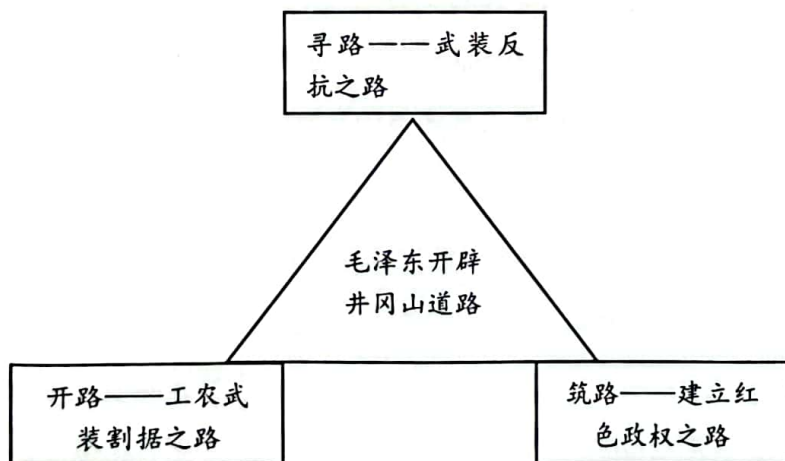 寻路——武装反
抗之路
毛泽东开辟
井冈山道路
开路——工农武
装割据之路
筑路——建立红
色政权之路